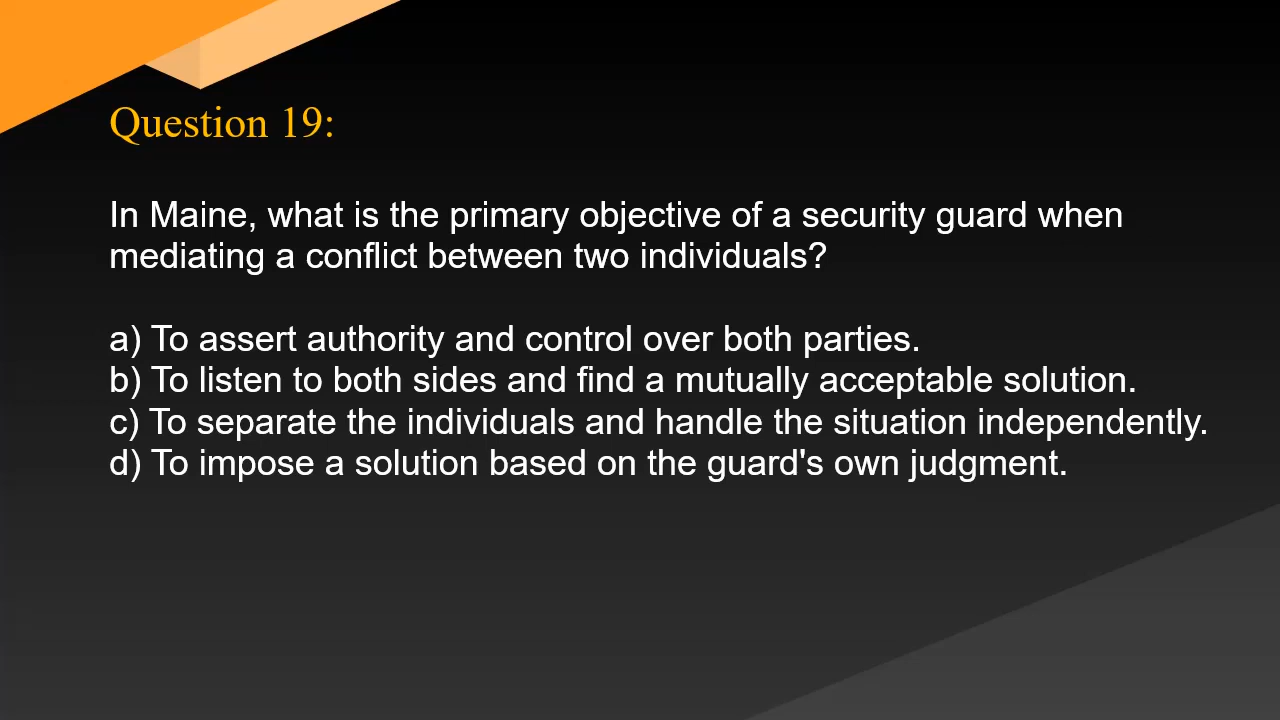 Question 19:
In Maine, what is the primary objective of a security guard when
mediating a conflict between two individuals?
a) To assert authority and control over both parties.
b) To listen to both sides and find a mutually acceptable solution.
c) To separate the individuals and handle the situation independently.
d) To impose a solution based on the guard's own judgment.